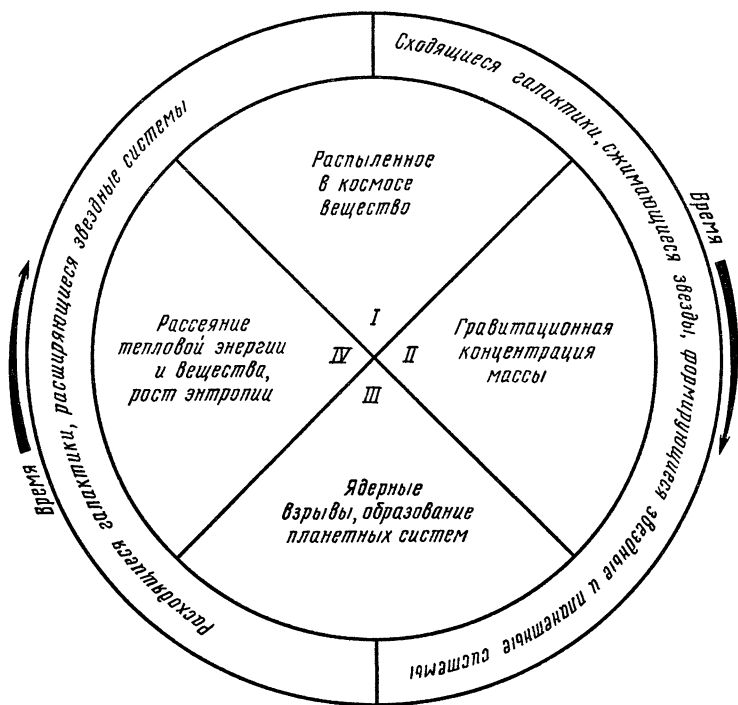 Сходящиеся галактики, сжимающиеся звезды, формирующиеся звездные и планетные системы
Расходящиеся галактики, расширяющиеся звездные системы
Время
Время
Распыленное
в космосе
вещество
I
Гравитационная
концентрация
массы
II
Ядерные
взрывы, образование
планетных систем
III
Рассеяние
тепловой энергии
и вещества,
рост энтропии
IV